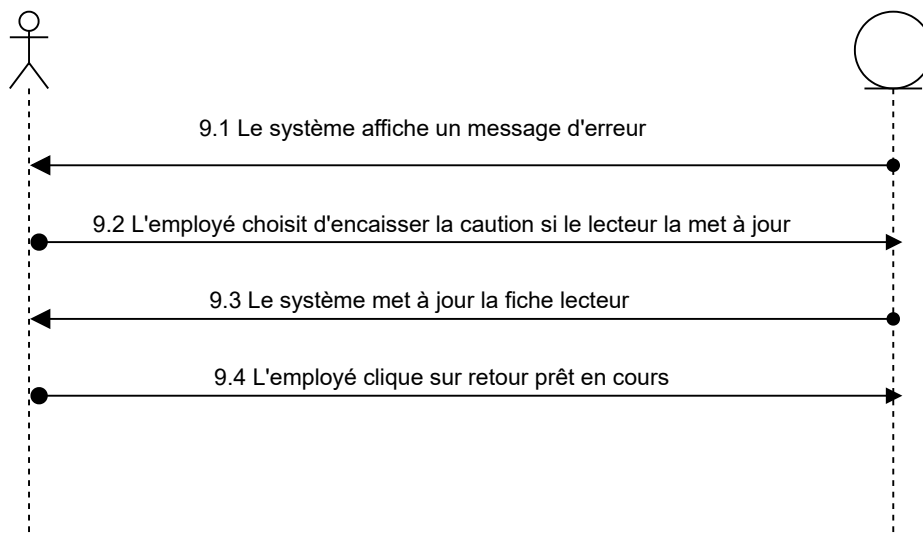 9.1 Le système affiche un message d'erreur
9.2 L'employé choisit d'encaisser la caution si le lecteur la met à jour
9.3 Le système met à jour la fiche lecteur
9.4 L'employé clique sur retour prêt en cours